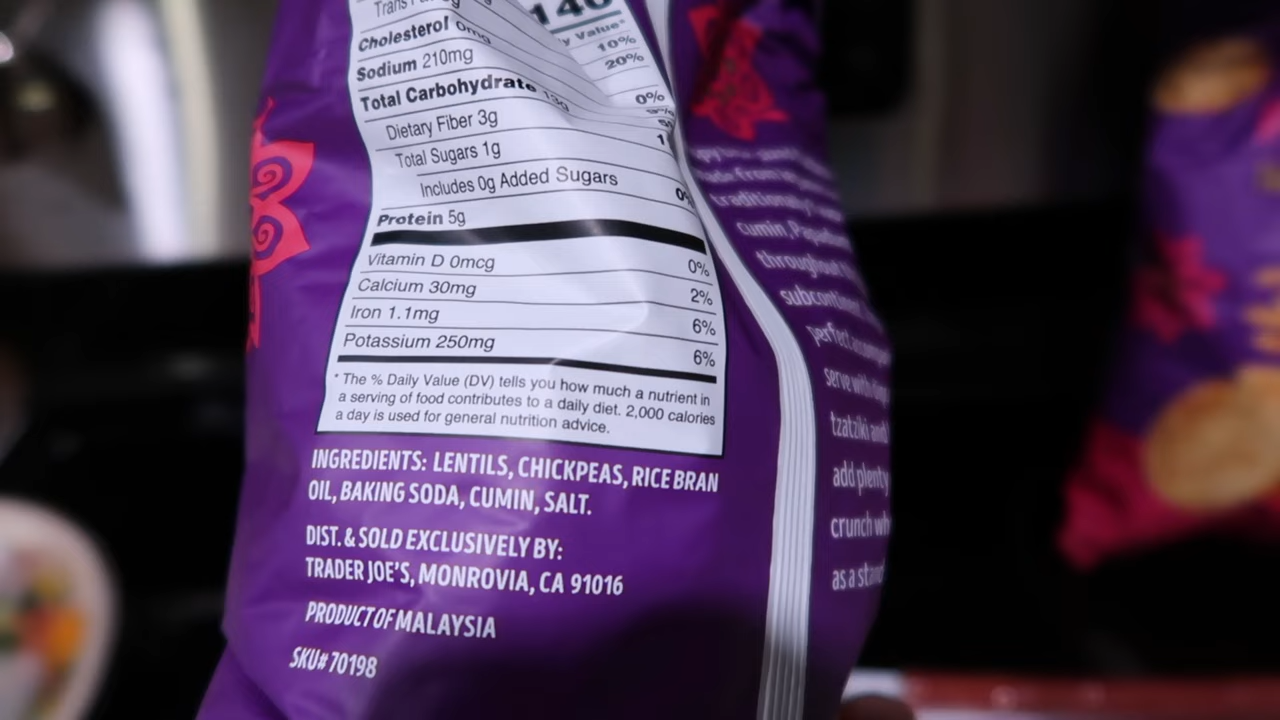 140
Cholesterol 0mg
10%
Sodium 210mg
20%
Total Carbohydrate 13g
0%
Dietary Fiber 3g
Total Sugars 1g
Includes 0g Added Sugars
Protein 5g
Vitamin D 0mcg 0%
Calcium 30mg 2%
Iron 1.1mg 6%
Potassium 250mg 6%
* The % Daily Value (DV) tells you how much a nutrient in
a serving of food contributes to a daily diet. 2,000 calories
a day is used for general nutrition advice.
INGREDIENTS: LENTILS, CHICKPEAS, RICE BRAN
OIL, BAKING SODA, CUMIN, SALT.
DIST. & SOLD EXCLUSIVELY BY:
TRADER JOE'S, MONROVIA, CA 91016
PRODUCT OF MALAYSIA
SKU# 70198
traditionally
cumin,
throughout
serve with
tzatziki and
add plenty
crunch
as a